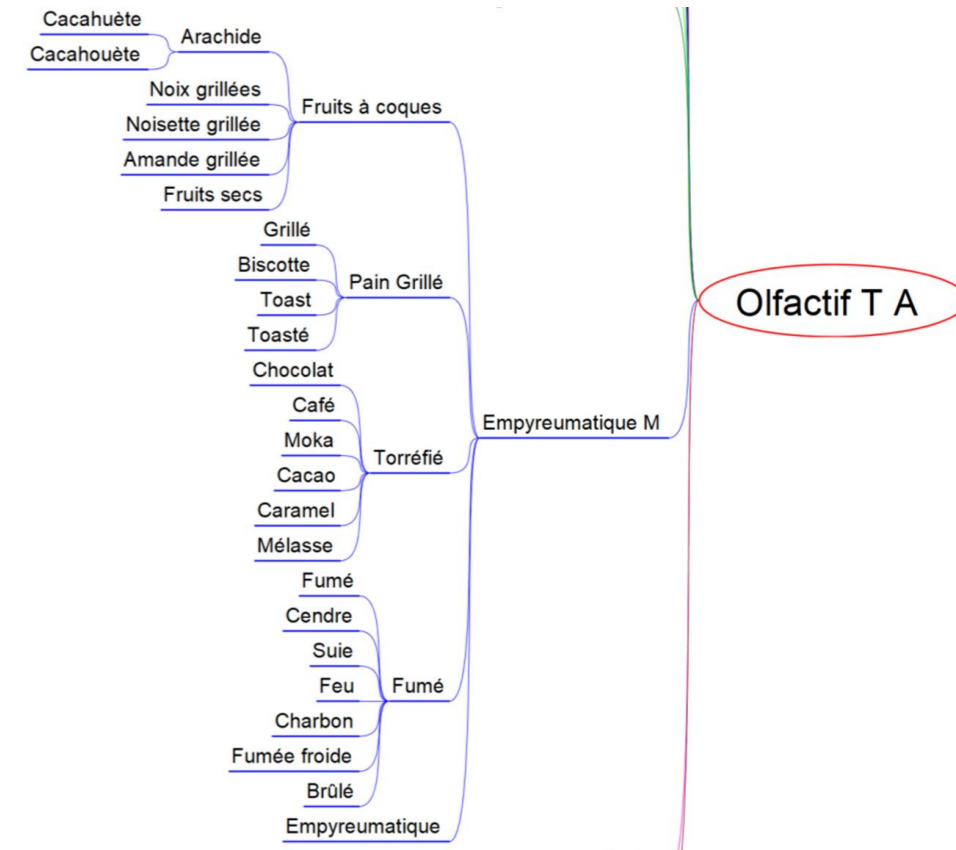 Cacahuète
Arachide
Cacahouète
Noix grillées
Fruits à coques
Noisette grillée
Amande grillée
Fruits secs
Grillé
Biscotte
Pain Grillé
Toast
Olfactif T A
Toasté
Chocolat
Café
Empyreumatique M
Moka
Torréfié
Cacao
Caramel
Mélasse
Fumé
Cendre
Suie
Feu
Fumé
Charbon
Fumée froide
Brûlé
Empyreumatique